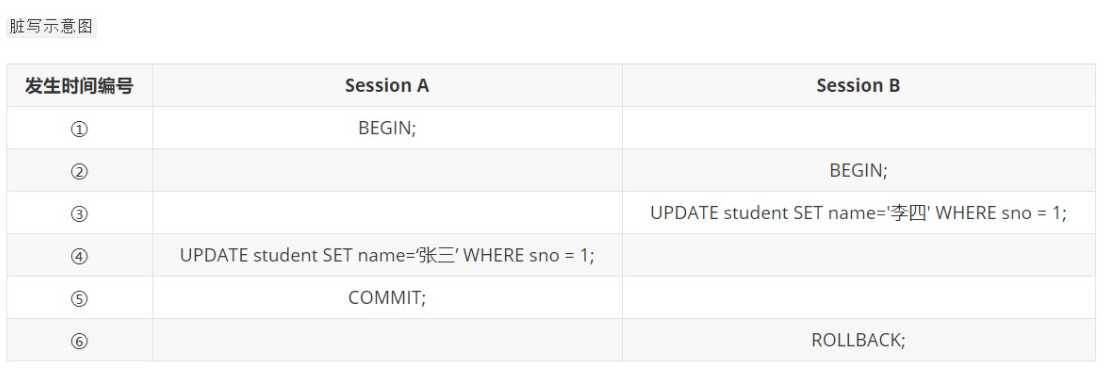 脏写示意图
发生时间编号 Session A Session B
① BEGIN;
② BEGIN;
③ UPDATE student SET name='李四' WHERE sno = 1;
④ UPDATE student SET name=‘张三’ WHERE sno = 1;
⑤ COMMIT;
⑥ ROLLBACK;